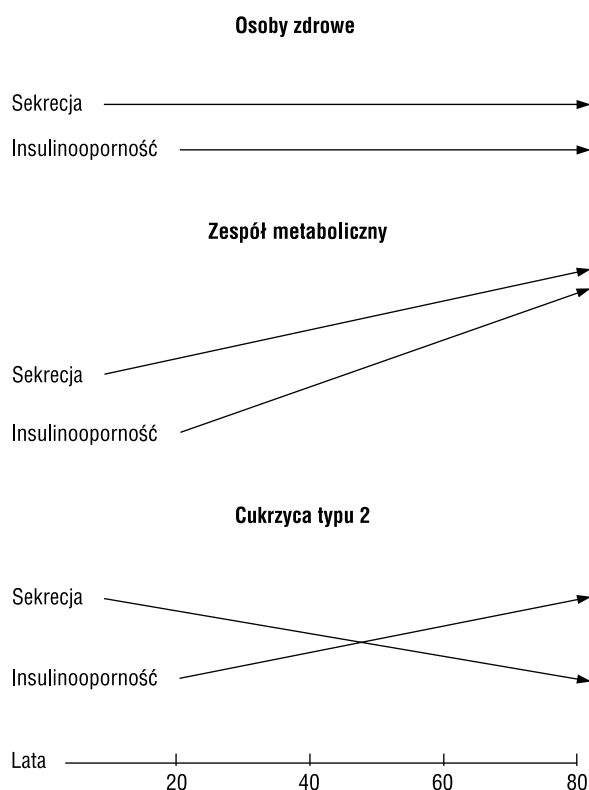 Osoby zdrowe
Sekrecja
Insulinooporność
Zespół metaboliczny
Sekrecja
Insulinooporność
Cukrzyca typu 2
Sekrecja
Insulinooporność
Lata
20 40 60 80